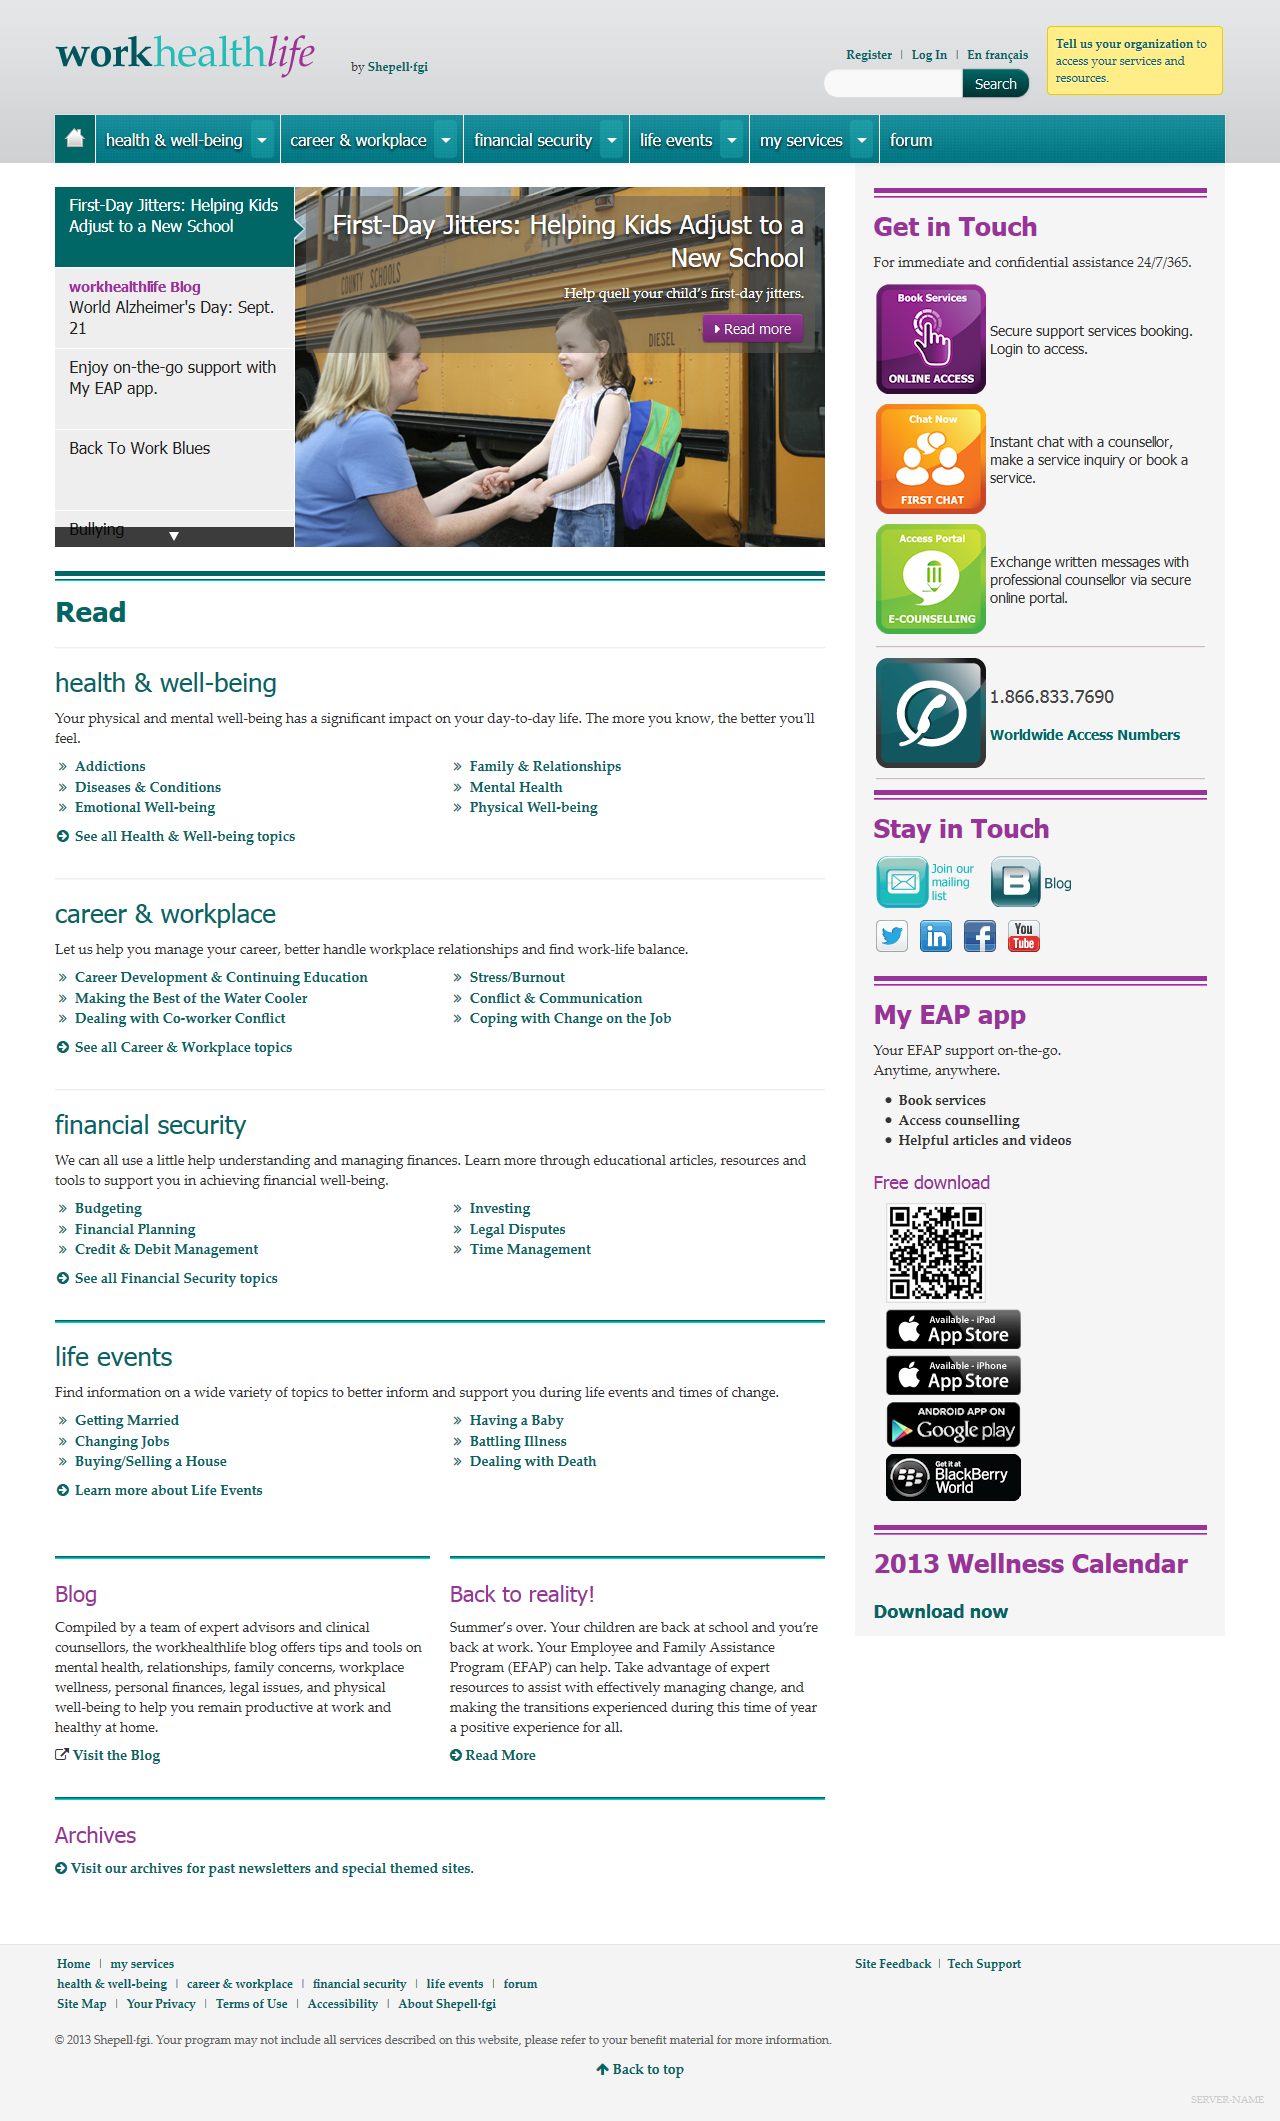 workhealthlife
by Shepell·fgi
Register | Log In | En français
Search
Tell us your organization to
access your services and
resources.
health & well-being
career & workplace
financial security
life events
my services
forum
First-Day Jitters: Helping Kids
Adjust to a New School
workhealthlife Blog
World Alzheimer's Day: Sept.
21
Enjoy on-the-go support with
My EAP app.
Back To Work Blues
Bullying
First-Day Jitters: Helping Kids Adjust to a
New School
Help quell your child's first-day jitters.
Read more
COUNTY SCHOOLS
DIESEL
Read
health & well-being
Your physical and mental well-being has a significant impact on your day-to-day life. The more you know, the better you'll
feel.
» Addictions
» Diseases & Conditions
» Emotional Well-being
» Family & Relationships
» Mental Health
» Physical Well-being
See all Health & Well-being topics
career & workplace
Let us help you manage your career, better handle workplace relationships and find work-life balance.
» Career Development & Continuing Education
» Making the Best of the Water Cooler
» Dealing with Co-worker Conflict
» Stress/Burnout
» Conflict & Communication
» Coping with Change on the Job
See all Career & Workplace topics
financial security
We can all use a little help understanding and managing finances. Learn more through educational articles, resources and
tools to support you in achieving financial well-being.
» Budgeting
» Financial Planning
» Credit & Debit Management
» Investing
» Legal Disputes
» Time Management
See all Financial Security topics
life events
Find information on a wide variety of topics to better inform and support you during life events and times of change.
» Getting Married
» Changing Jobs
» Buying/Selling a House
» Having a Baby
» Battling Illness
» Dealing with Death
Learn more about Life Events
Blog
Compiled by a team of expert advisors and clinical
counsellors, the workhealthlife blog offers tips and tools on
mental health, relationships, family concerns, workplace
wellness, personal finances, legal issues, and physical
well-being to help you remain productive at work and
healthy at home.
Visit the Blog
Back to reality!
Summer's over. Your children are back at school and you're
back at work. Your Employee and Family Assistance
Program (EFAP) can help. Take advantage of expert
resources to assist with effectively managing change, and
making the transitions experienced during this time of year
a positive experience for all.
Read More
Archives
Visit our archives for past newsletters and special themed sites.
Get in Touch
For immediate and confidential assistance 24/7/365.
Book Services
ONLINE ACCESS
Secure support services booking.
Login to access.
Chat Now
FIRST CHAT
Instant chat with a counsellor,
make a service inquiry or book a
service.
Access Portal
E-COUNSELLING
Exchange written messages with
professional counsellor via secure
online portal.
1.866.833.7690
Worldwide Access Numbers
Stay in Touch
Join our
mailing
list
B
Blog
in
f
You
Tube
My EAP app
Your EFAP support on-the-go.
Anytime, anywhere.
• Book services
• Access counselling
• Helpful articles and videos
Free download
Available - iPad
App Store
Available - iPhone
App Store
ANDROID APP ON
Google play
Get it at
BlackBerry
World
2013 Wellness Calendar
Download now
Home | my services
health & well-being | career & workplace | financial security | life events | forum
Site Map | Your Privacy | Terms of Use | Accessibility | About Shepell·fgi
Site Feedback | Tech Support
© 2013 Shepell·fgi. Your program may not include all services described on this website, please refer to your benefit material for more information.
Back to top
SERVER-NAME